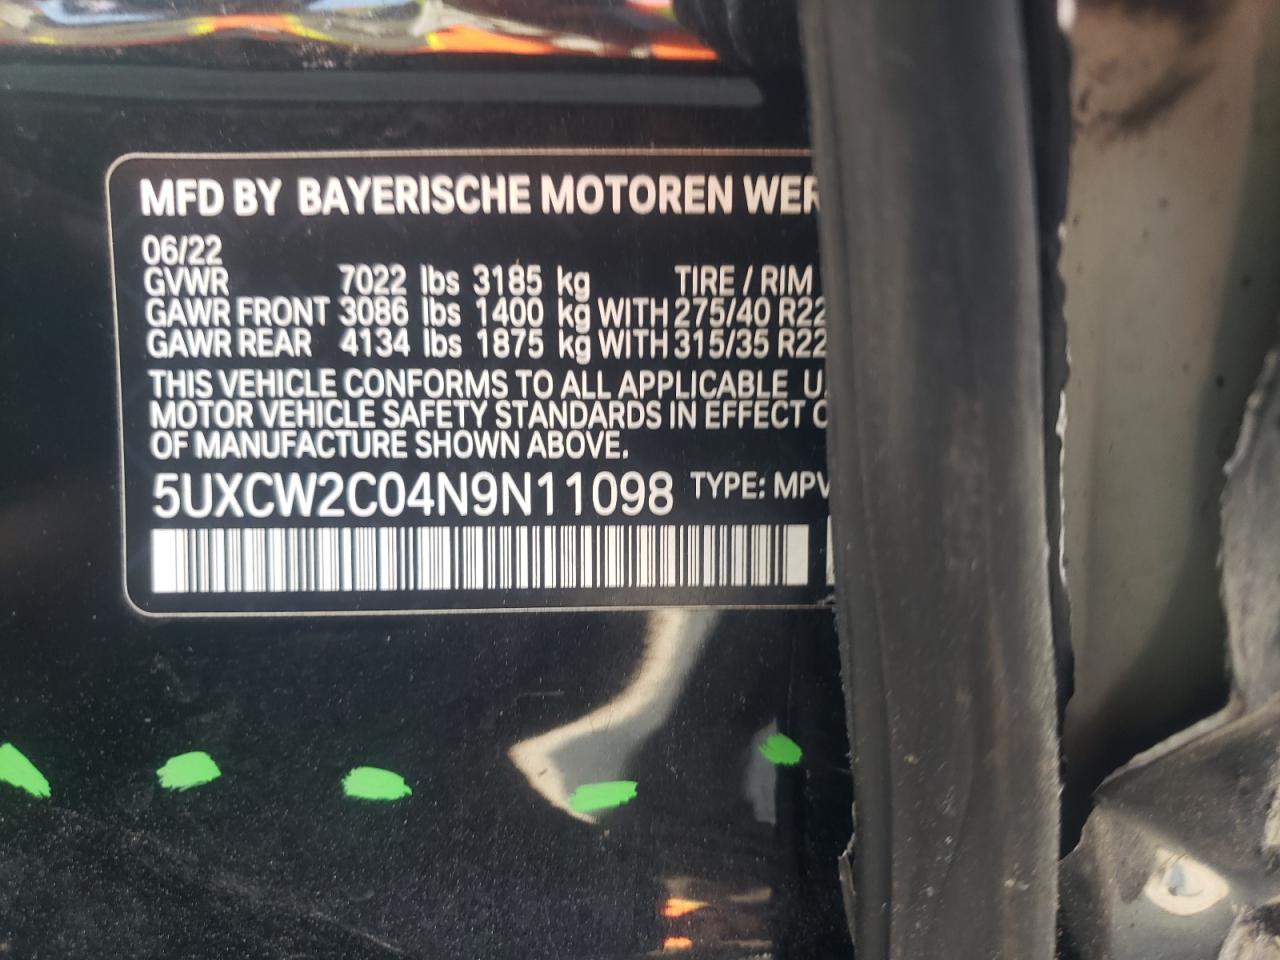 MFD BY BAYERISCHE MOTOREN WER
06/22
GVWR 7022 lbs 3185 kg TIRE / RIM
GAWR FRONT 3086 lbs 1400 kg WITH 275/40 R22
GAWR REAR 4134 lbs 1875 kg WITH 315/35 R22
THIS VEHICLE CONFORMS TO ALL APPLICABLE U.
MOTOR VEHICLE SAFETY STANDARDS IN EFFECT O
OF MANUFACTURE SHOWN ABOVE.
5UXCW2C04N9N11098 TYPE: MPV